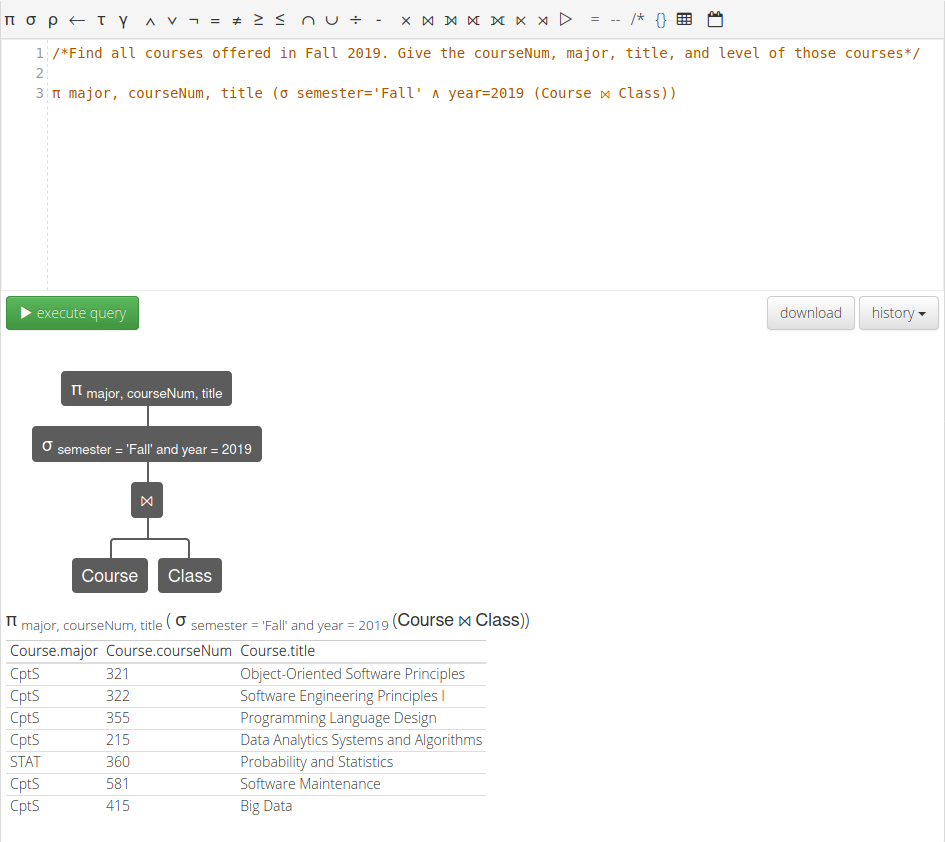 π σ ρ ← τ γ ∧ ∨ ¬ = ≠ ≥ ≤ ∩ ∪ ÷ - × ⋈ ⟕ ⟖ ⟗ ⋉ ⋊ ▷ = -- /* {}
1 /*Find all courses offered in Fall 2019. Give the courseNum, major, title, and level of those courses*/
2
3 π major, courseNum, title (σ semester='Fall' ∧ year=2019 (Course ⋈ Class))
▶ execute query download history
π major, courseNum, title
σ semester = 'Fall' and year = 2019
⋈
Course Class
π major, courseNum, title ( σ semester = 'Fall' and year = 2019 (Course ⋈ Class))
Course.major Course.courseNum Course.title
CptS 321 Object-Oriented Software Principles
CptS 322 Software Engineering Principles I
CptS 355 Programming Language Design
CptS 215 Data Analytics Systems and Algorithms
STAT 360 Probability and Statistics
CptS 581 Software Maintenance
CptS 415 Big Data